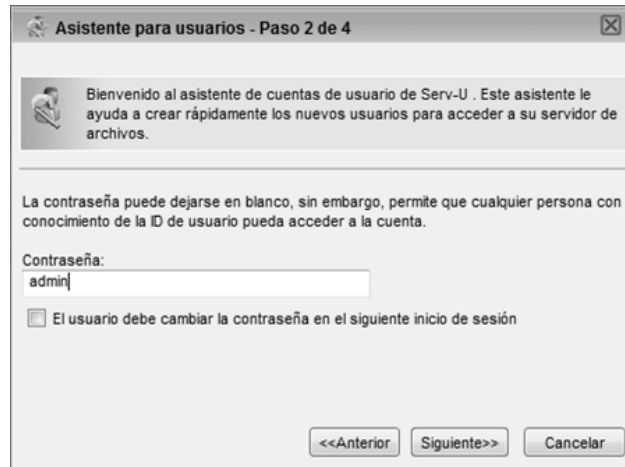 Asistente para usuarios - Paso 2 de 4
Bienvenido al asistente de cuentas de usuario de Serv-U . Este asistente le
ayuda a crear rápidamente los nuevos usuarios para acceder a su servidor de
archivos.
La contraseña puede dejarse en blanco, sin embargo, permite que cualquier persona con
conocimiento de la ID de usuario pueda acceder a la cuenta.
Contraseña:
admin
El usuario debe cambiar la contraseña en el siguiente inicio de sesión
<<Anterior
Siguiente>>
Cancelar